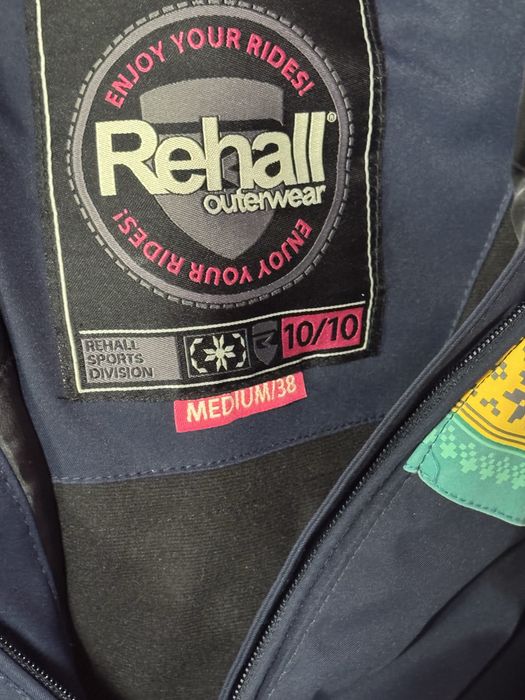 ENJOY YOUR RIDES!
Rehall®
outerwear
ENJOY YOUR RIDES!
REHALL
SPORTS
DIVISION
10/10
MEDIUM/38